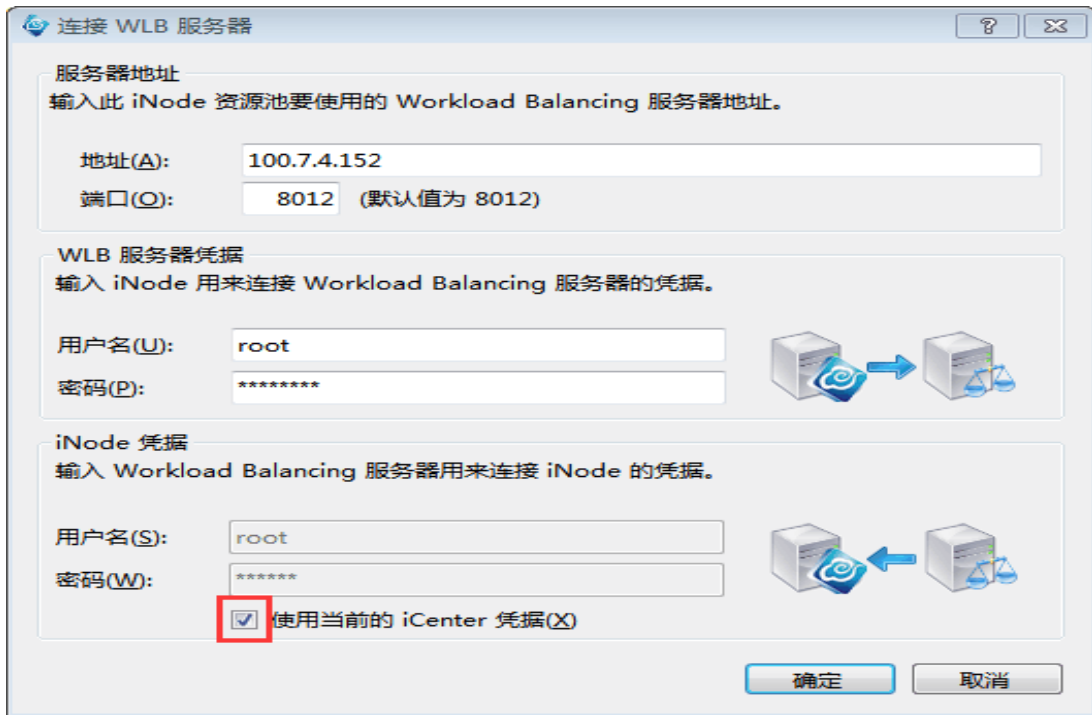 连接 WLB 服务器
服务器地址
输入此 iNode 资源池要使用的 Workload Balancing 服务器地址。
地址(A): 100.7.4.152
端口(O): 8012 (默认值为 8012)
WLB 服务器凭据
输入 iNode 用来连接 Workload Balancing 服务器的凭据。
用户名(U): root
密码(P): ********
iNode 凭据
输入 Workload Balancing 服务器用来连接 iNode 的凭据。
用户名(S): root
密码(W): ******
使用当前的 iCenter 凭据(X)
确定 取消